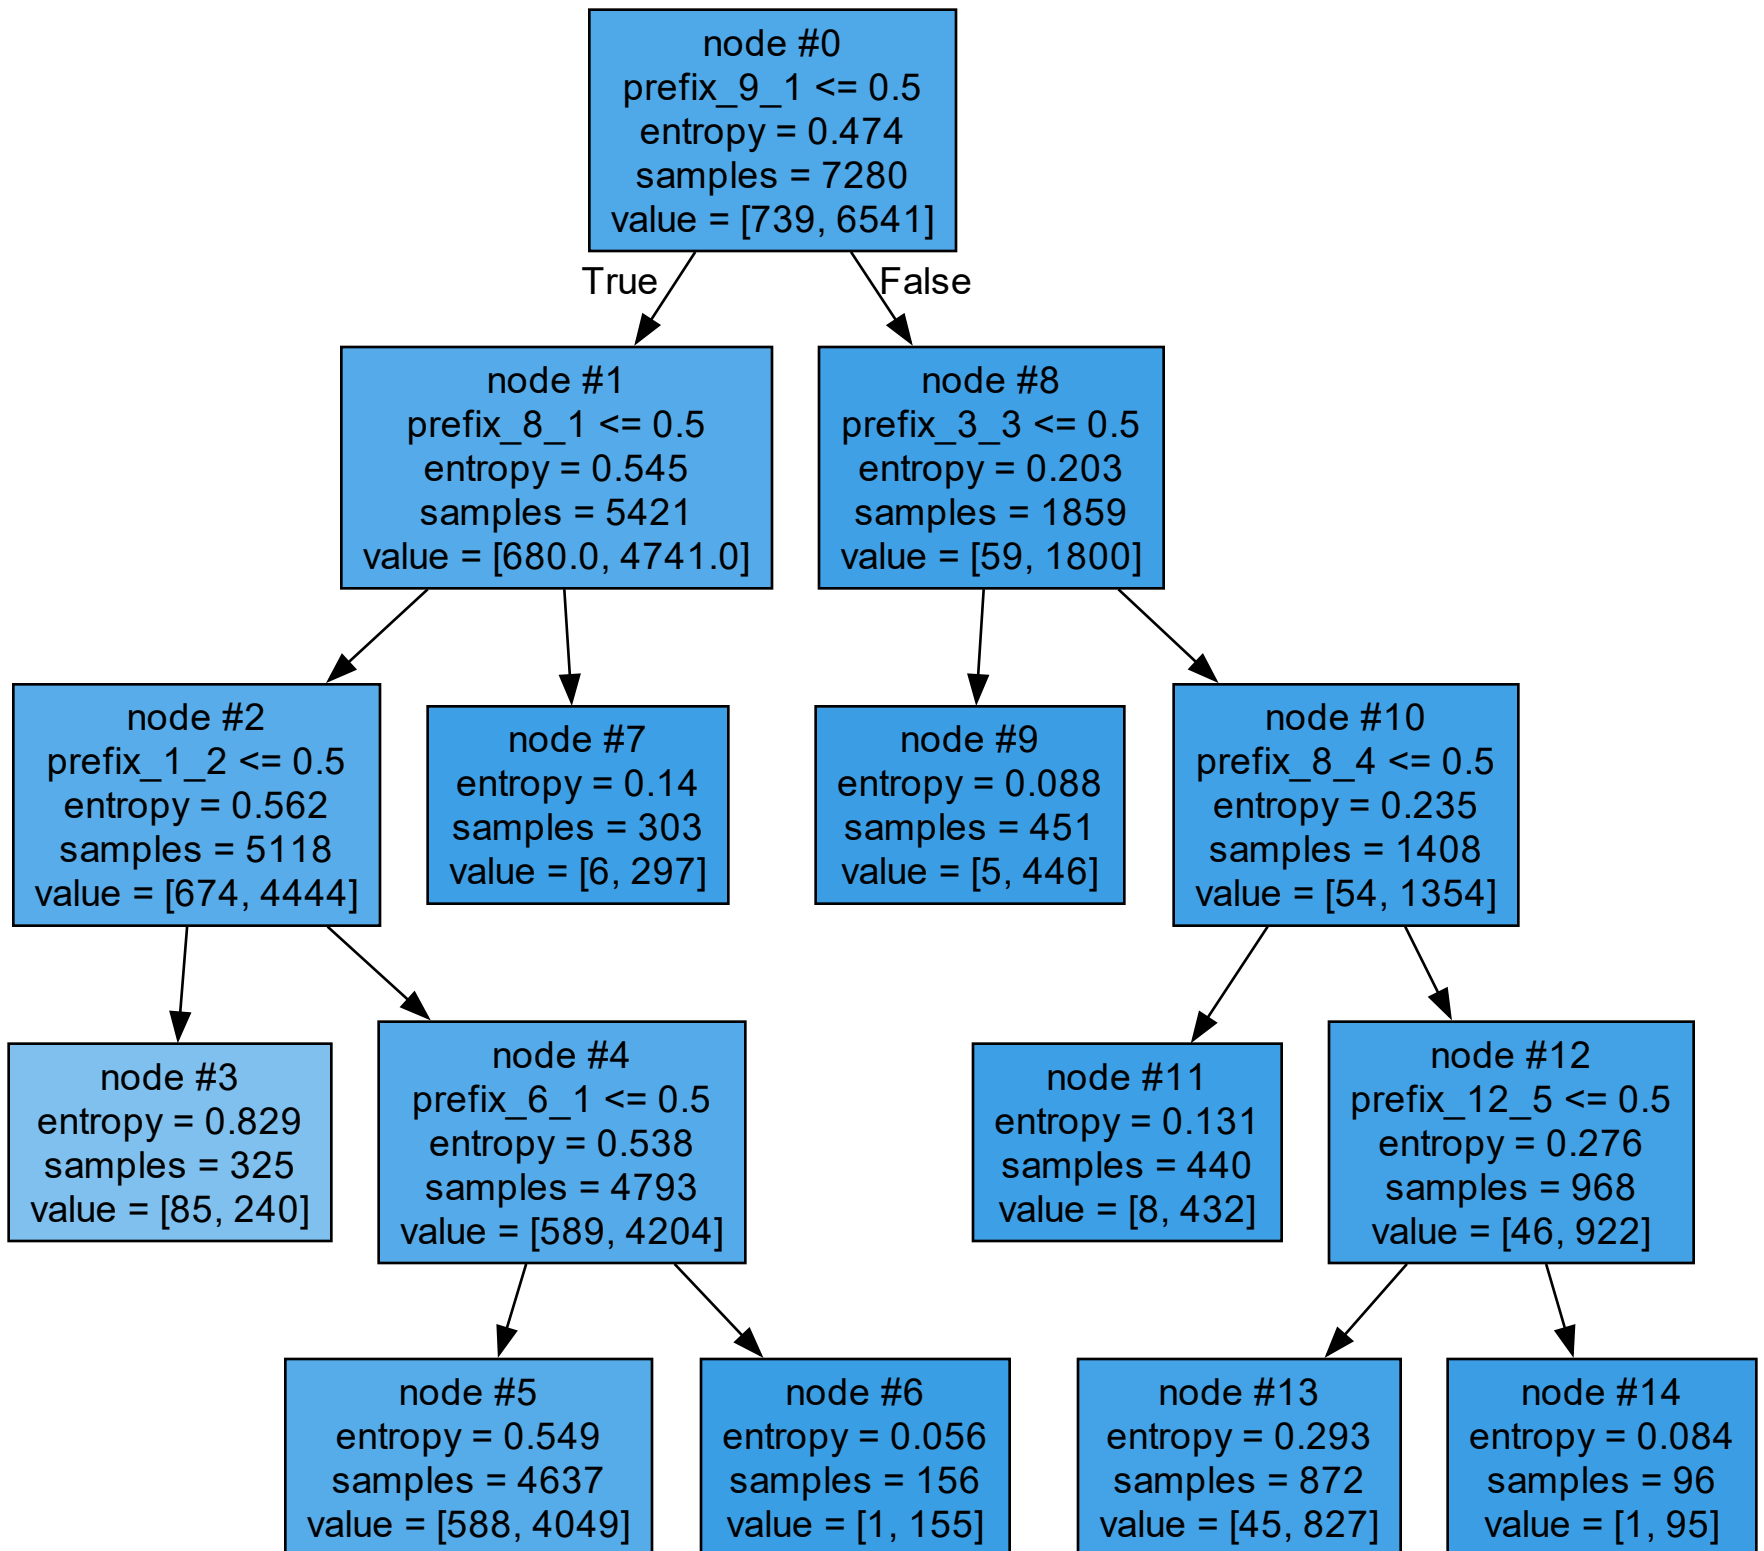 node #0
prefix_9_1 <= 0.5
entropy = 0.474
samples = 7280
value = [739, 6541]
True
False
node #1
prefix_8_1 <= 0.5
entropy = 0.545
samples = 5421
value = [680.0, 4741.0]
node #8
prefix_3_3 <= 0.5
entropy = 0.203
samples = 1859
value = [59, 1800]
node #2
prefix_1_2 <= 0.5
entropy = 0.562
samples = 5118
value = [674, 4444]
node #7
entropy = 0.14
samples = 303
value = [6, 297]
node #9
entropy = 0.088
samples = 451
value = [5, 446]
node #10
prefix_8_4 <= 0.5
entropy = 0.235
samples = 1408
value = [54, 1354]
node #3
entropy = 0.829
samples = 325
value = [85, 240]
node #4
prefix_6_1 <= 0.5
entropy = 0.538
samples = 4793
value = [589, 4204]
node #11
entropy = 0.131
samples = 440
value = [8, 432]
node #12
prefix_12_5 <= 0.5
entropy = 0.276
samples = 968
value = [46, 922]
node #5
entropy = 0.549
samples = 4637
value = [588, 4049]
node #6
entropy = 0.056
samples = 156
value = [1, 155]
node #13
entropy = 0.293
samples = 872
value = [45, 827]
node #14
entropy = 0.084
samples = 96
value = [1, 95]